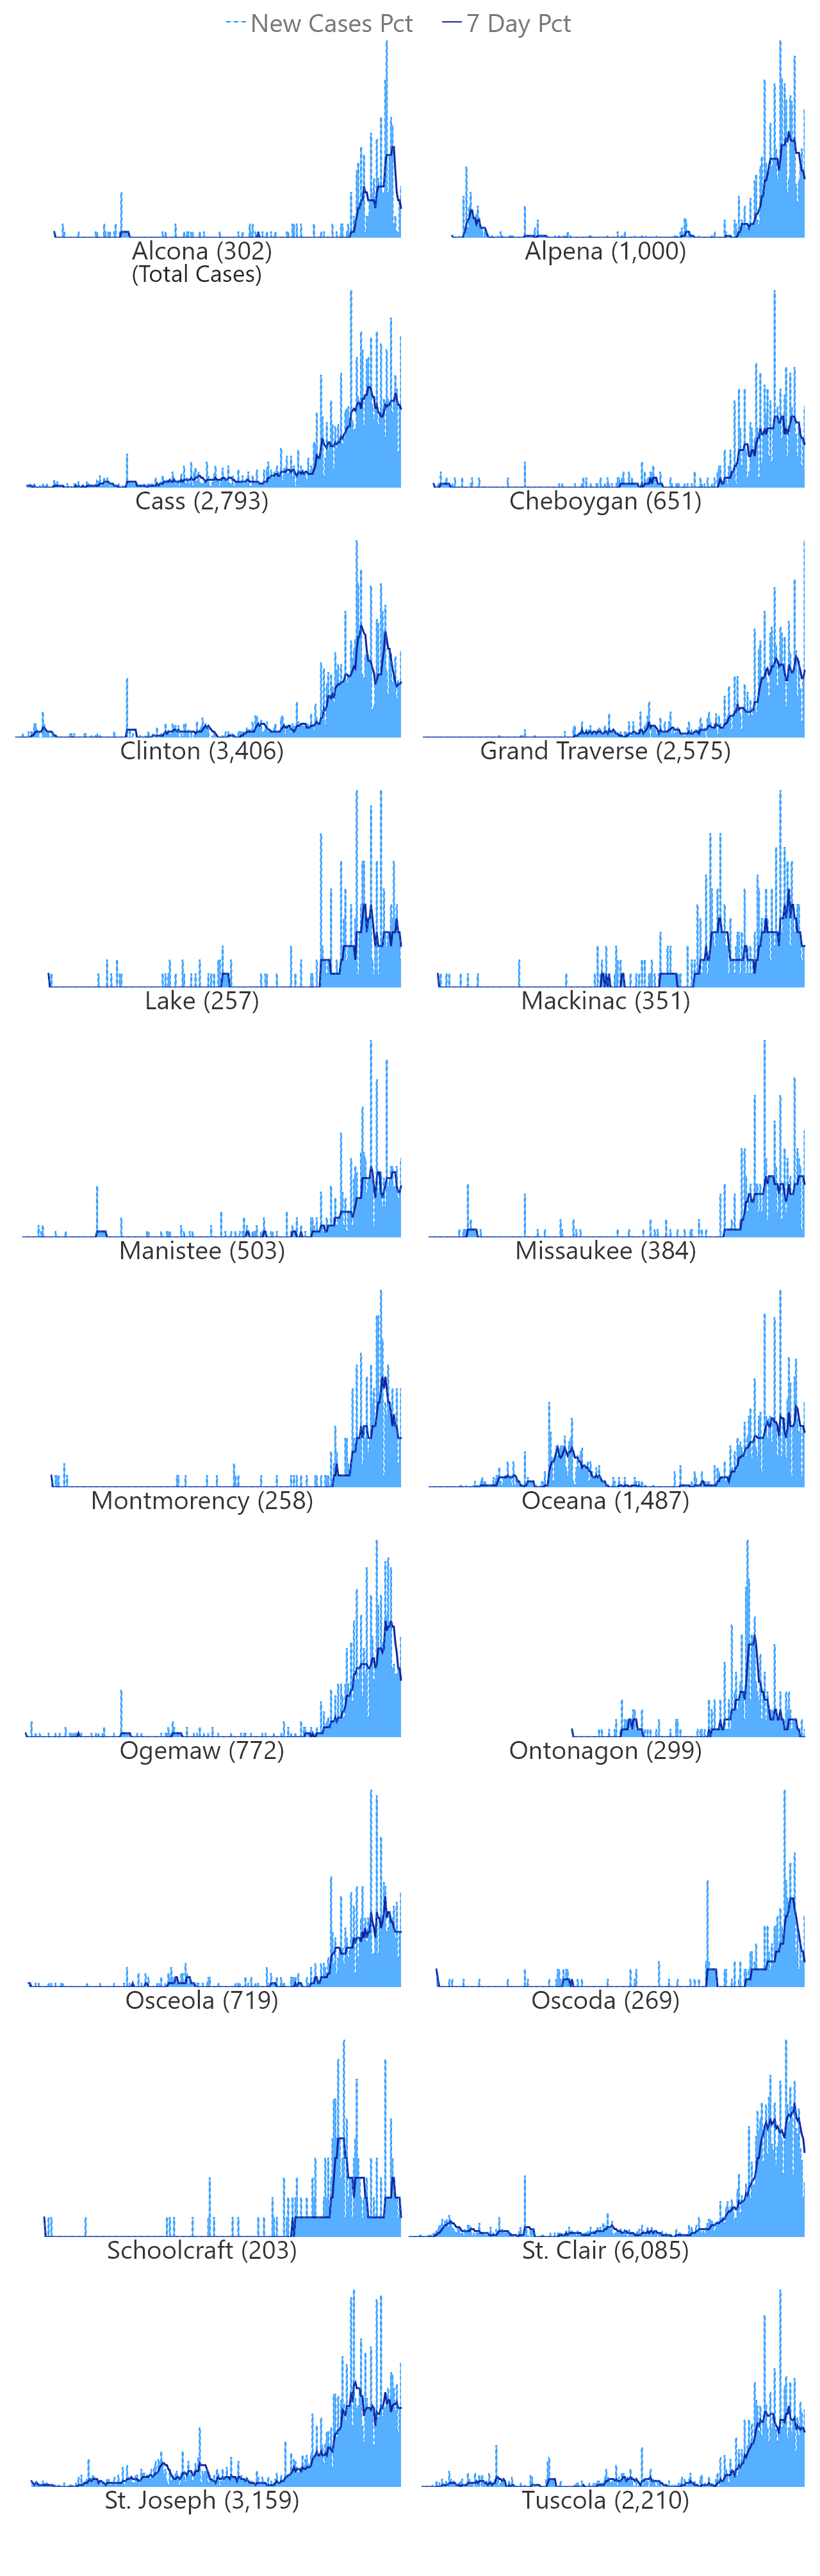 New Cases Pct 7 Day Pct
Alcona (302)
(Total Cases)
Alpena (1,000)
Cass (2,793)
Cheboygan (651)
Clinton (3,406)
Grand Traverse (2,575)
Lake (257)
Mackinac (351)
Manistee (503)
Missaukee (384)
Montmorency (258)
Oceana (1,487)
Ogemaw (772)
Ontonagon (299)
Osceola (719)
Oscoda (269)
Schoolcraft (203)
St. Clair (6,085)
St. Joseph (3,159)
Tuscola (2,210)